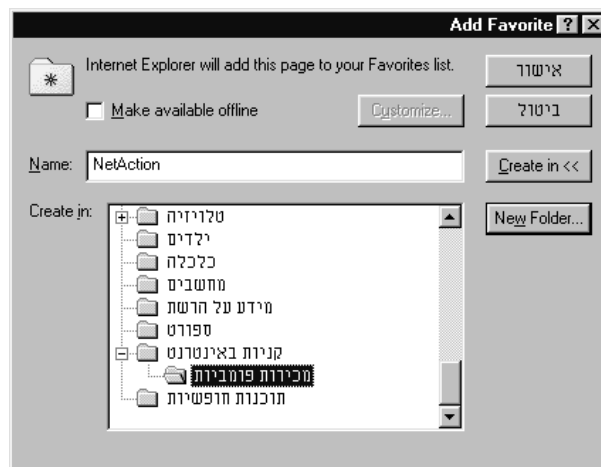 Add Favorite
Internet Explorer will add this page to your Favorites list.
אישור
Make available offline
Customize...
ביטול
Name: NetAction
Create in <<
Create in:
New Folder...
טלויזיה
ילדים
כלכלה
מחשבים
מידע על הרשת
ספורט
קניות באינטרנט
מכירות פומביות
תוכנות חופשיות